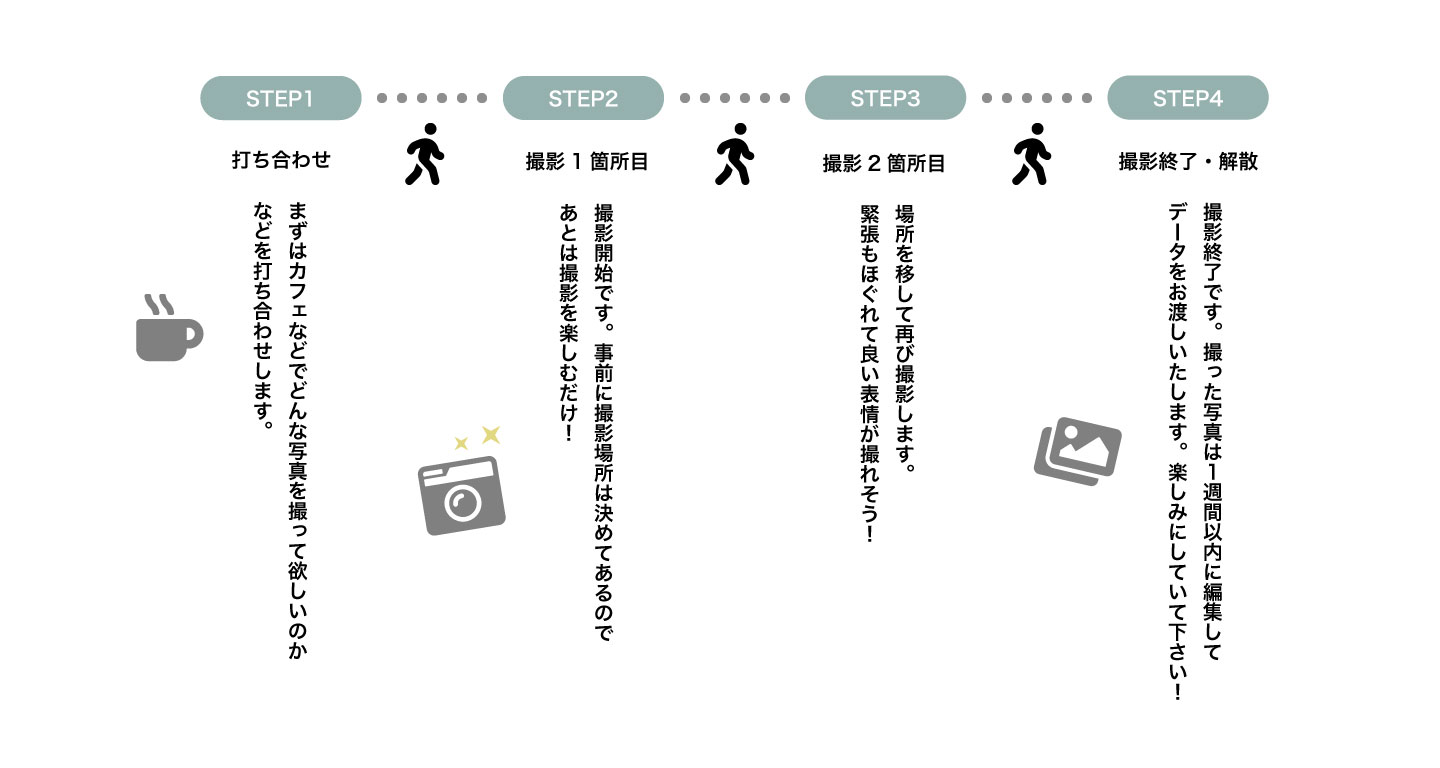 STEP1
打ち合わせ
まずはカフェなどでどんな写真を撮って欲しいのか
などを打ち合わせします。
STEP2
撮影1箇所目
撮影開始です。事前に撮影場所は決めてあるので
あとは撮影を楽しむだけ！
STEP3
撮影2箇所目
場所を移して再び撮影します。
緊張もほぐれて良い表情が撮れそう！
STEP4
撮影終了・解散
撮影終了です。撮った写真は1週間以内に編集して
データをお渡しいたします。楽しみにしていて下さい！